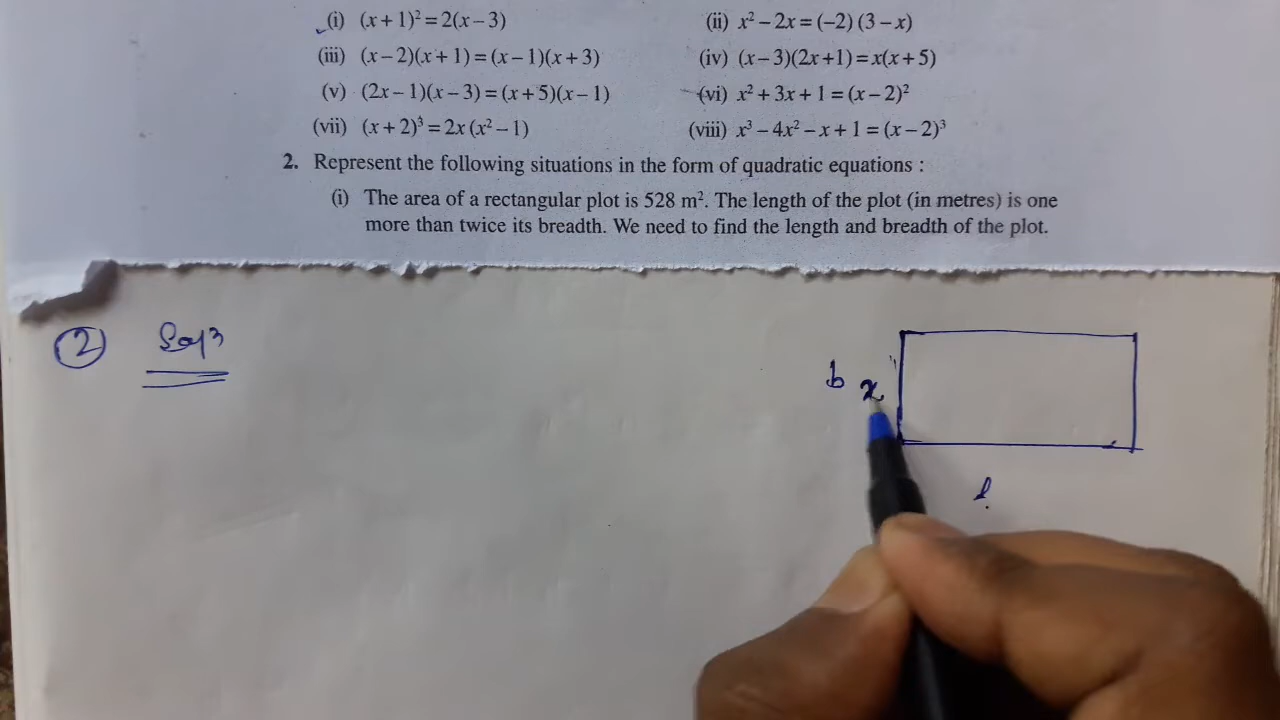 (i) (x + 1)² = 2(x – 3) (ii) x² – 2x = (–2) (3 – x)
(iii) (x – 2)(x + 1) = (x – 1)(x + 3) (iv) (x – 3)(2x + 1) = x(x + 5)
(v) (2x – 1)(x – 3) = (x + 5)(x – 1) (vi) x² + 3x + 1 = (x – 2)²
(vii) (x + 2)³ = 2x (x² – 1) (viii) x³ – 4x² – x + 1 = (x – 2)³
2. Represent the following situations in the form of quadratic equations :
(i) The area of a rectangular plot is 528 m². The length of the plot (in metres) is one
more than twice its breadth. We need to find the length and breadth of the plot.
2
b x
l